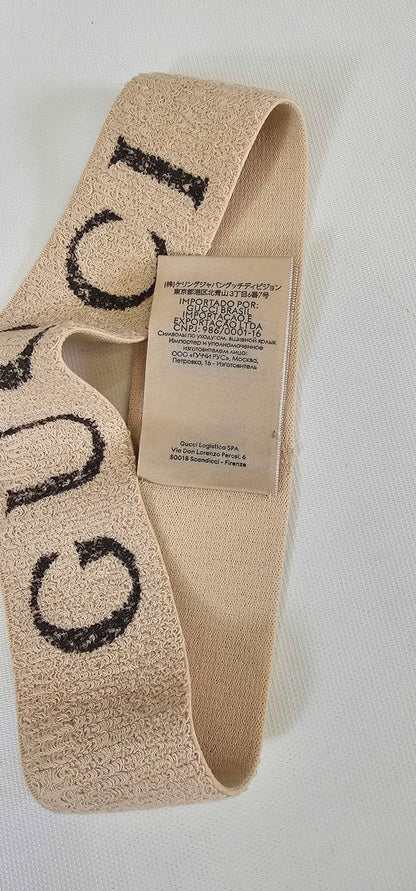 GUCCI
(株)ケリングジャパングッチディビジョン
東京都港区北青山3丁目6番7号
IMPORTADO POR:
GUCCI BRASIL
IMPORTAÇÃO E
EXPORTAÇÃO LTDA
CNPJ: 986/0001-16
Символы по уходу:см. вшивной ярлык
Импортер и уполномоченное
изготовителем лицо:
ООО «ГУЧЧИ РУС», Москва,
Петровка, 16 - Изготовитель
Gucci Logistica SPA
Via Don Lorenzo Perosi, 6
50018 Scandicci - Firenze